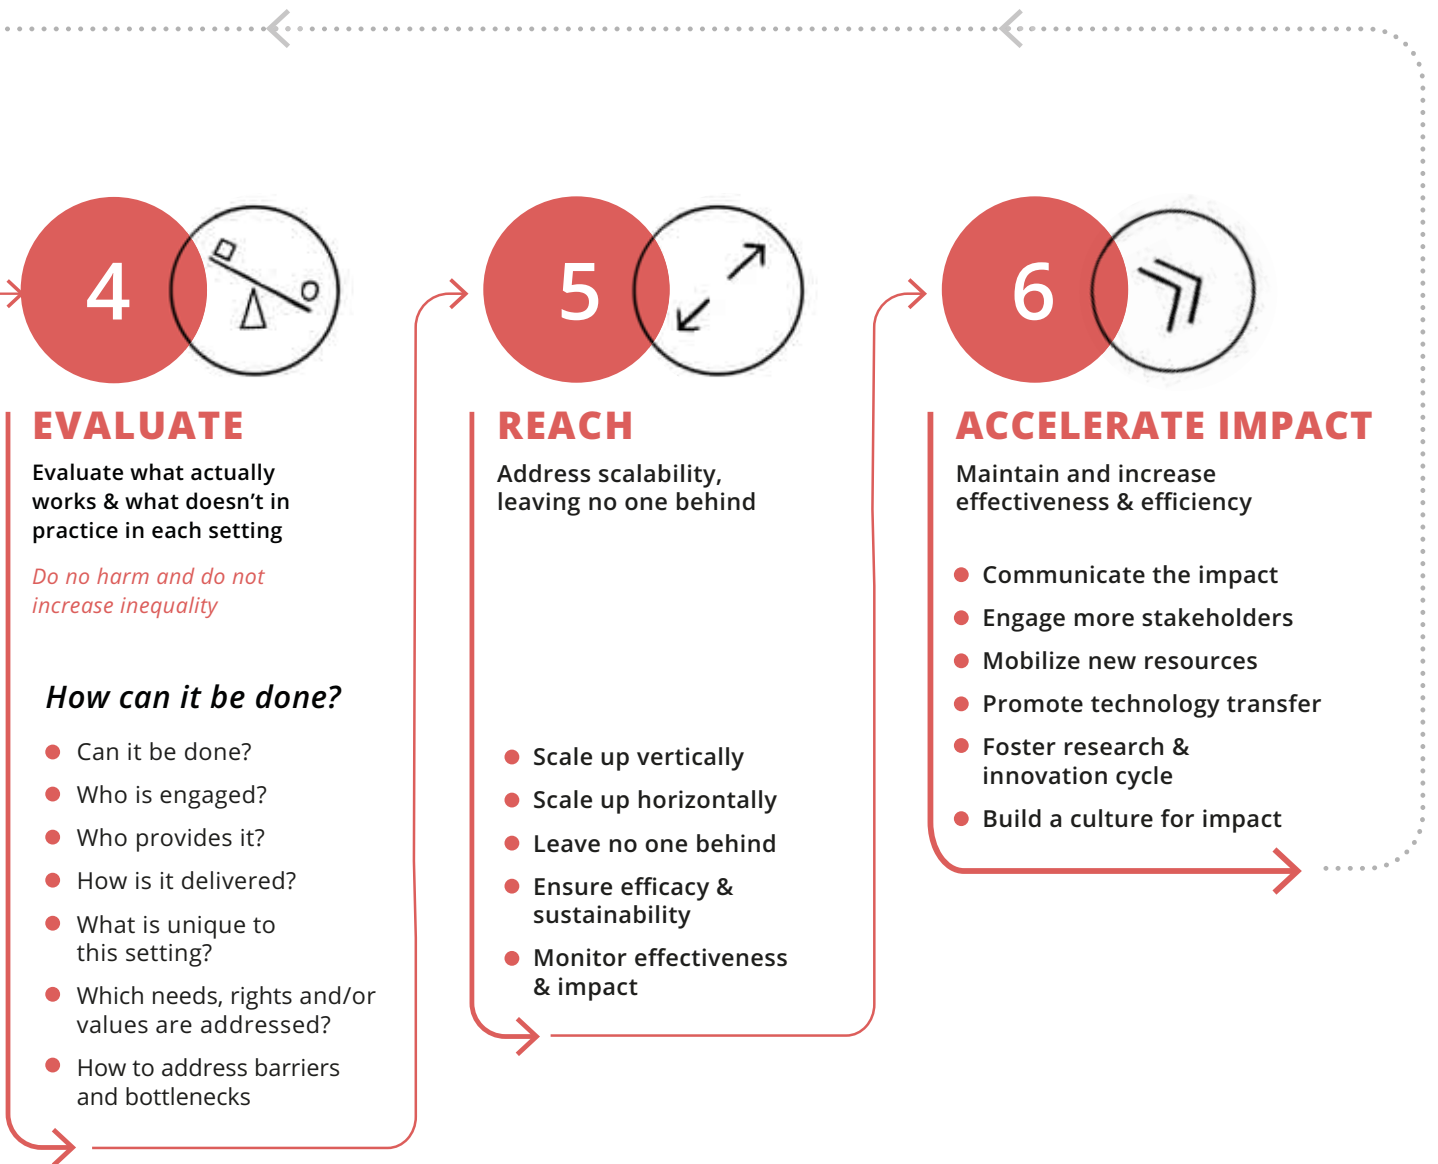 4
EVALUATE
Evaluate what actually
works & what doesn’t in
practice in each setting
Do no harm and do not
increase inequality
How can it be done?
Can it be done?
Who is engaged?
Who provides it?
How is it delivered?
What is unique to
this setting?
Which needs, rights and/or
values are addressed?
How to address barriers
and bottlenecks
5
REACH
Address scalability,
leaving no one behind
Scale up vertically
Scale up horizontally
Leave no one behind
Ensure efficacy &
sustainability
Monitor effectiveness
& impact
6
ACCELERATE IMPACT
Maintain and increase
effectiveness & efficiency
Communicate the impact
Engage more stakeholders
Mobilize new resources
Promote technology transfer
Foster research &
innovation cycle
Build a culture for impact